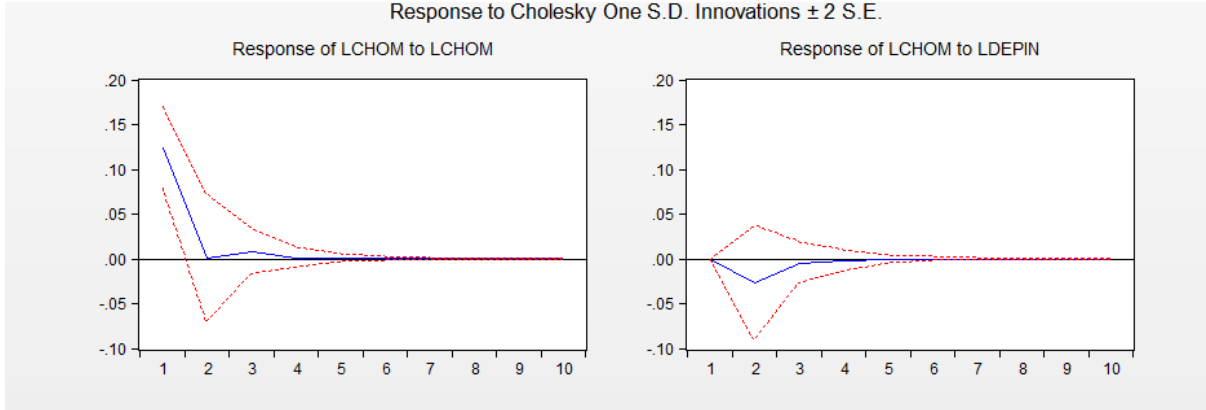 Response to Cholesky One S.D. Innovations ± 2 S.E.
Response of LCHOM to LCHOM
.20
.15
.10
.05
.00
-.05
-.10
1 2 3 4 5 6 7 8 9 10
Response of LCHOM to LDEPIN
.20
.15
.10
.05
.00
-.05
-.10
1 2 3 4 5 6 7 8 9 10